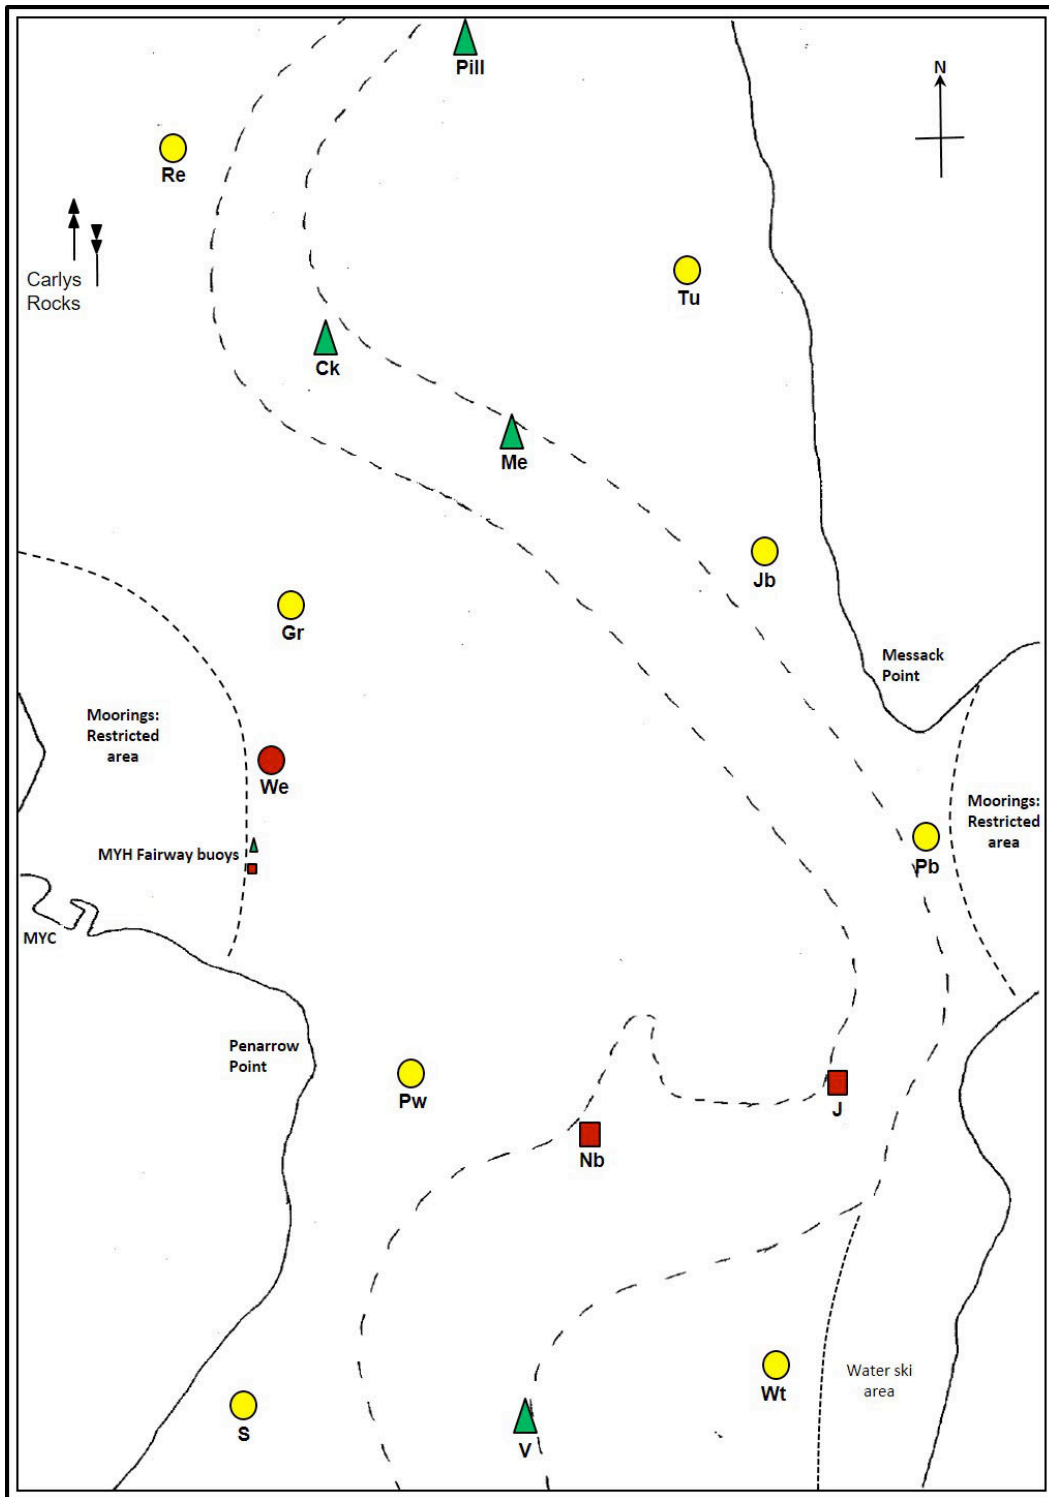 Pill
N
Re
Carlys
Rocks
Tu
Ck
Me
Jb
Gr
Messack
Point
Moorings:
Restricted
area
We
Moorings:
Restricted
area
MYH Fairway buoys
Pb
MYC
Penarrow
Point
Pw
J
Nb
Water ski
area
Wt
S
V